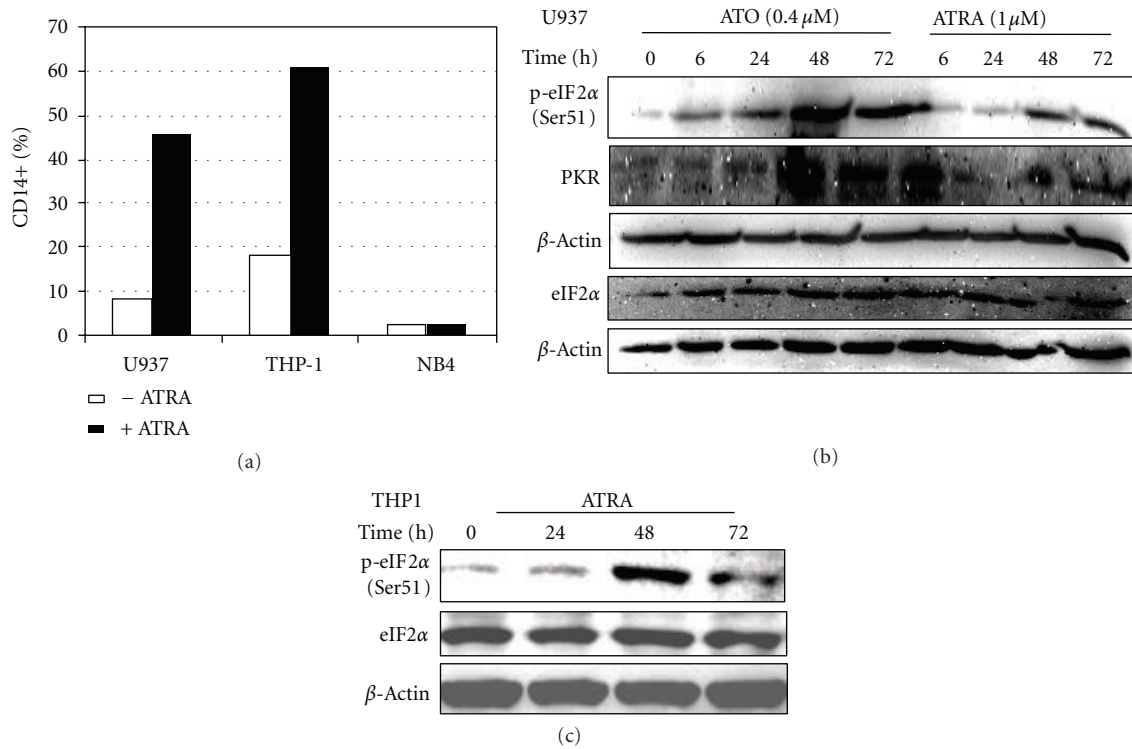 70
60
50
40
30
20
10
0
CD14+ (%)
U937 THP-1 NB4
− ATRA
+ ATRA
(a)
U937 ATO (0.4 μM) ATRA (1 μM)
Time (h) 0 6 24 48 72 6 24 48 72
p-eIF2α
(Ser51)
PKR
β-Actin
eIF2α
β-Actin
(b)
THP1 ATRA
Time (h) 0 24 48 72
p-eIF2α
(Ser51)
eIF2α
β-Actin
(c)